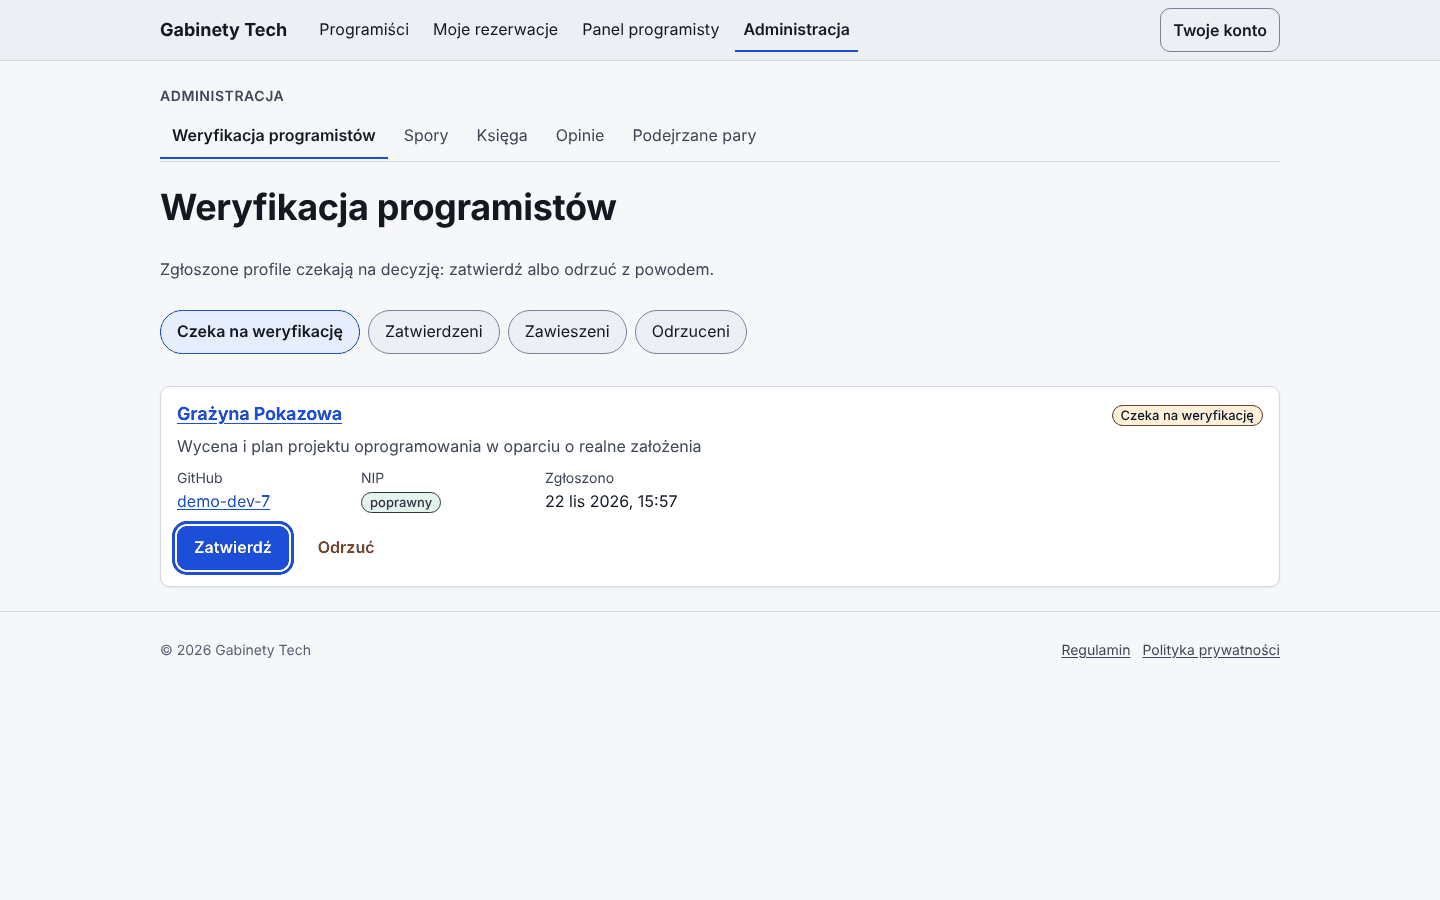 Gabinety Tech Programiści Moje rezerwacje Panel programisty Administracja Twoje konto
ADMINISTRACJA
Weryfikacja programistów Spory Księga Opinie Podejrzane pary
Weryfikacja programistów
Zgłoszone profile czekają na decyzję: zatwierdź albo odrzuć z powodem.
Czeka na weryfikację Zatwierdzeni Zawieszeni Odrzuceni
Grażyna Pokazowa Czeka na weryfikację
Wycena i plan projektu oprogramowania w oparciu o realne założenia
GitHub NIP Zgłoszono
demo-dev-7 poprawny 22 lis 2026, 15:57
Zatwierdź Odrzuć
© 2026 Gabinety Tech Regulamin Polityka prywatności